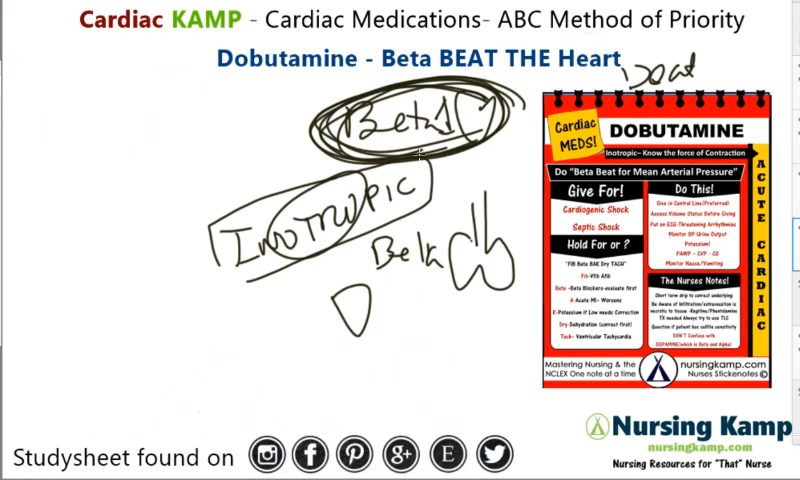 Cardiac KAMP - Cardiac Medications- ABC Method of Priority
Dobutamine - Beta BEAT THE Heart
Beta1
INOTROPIC
Beta
Cardiac
MEDS!
DOBUTAMINE
Inotropic- Know the force of Contraction
Do "Beta Beat for Mean Arterial Pressure"
Give For!
Cardiogenic Shock
Septic Shock
Hold For or ?
"FIB Beta BAK Dry TACH"
Fib-Vfib Afib
Beta -Beta Blockers-evaluate first
A-Acute MI- Worsens
K-Potassium if Low needs Correction
Dry-Dehydration (correct first)
Tach- Ventricular Tachycardia
Do This!
Give in Central Line(Preferred)
Assess Volume Status Before Giving
Put on ECG-Threatening Arrhythmias
Monitor BP Urine Output
Potassium!
PAWP - CVP - CO
Monitor Nause/Vomiting
The Nurses Notes!
Short term drip to correct underlying
Be Aware of Infiltration/extravasation is
necrotic to tissue -Regitine/Phentolamine
TX needed Always try to use TLC
Question if patient has sulfite sensitivity
DON'T Confuse with
DOPAMINE(which is Beta and Alpha)
ACUTE CARDIAC
Mastering Nursing & the
NCLEX One note at a time
nursingkamp.com
Nurses Stickenotes ©
Nursing Kamp
nursingkamp.com
Nursing Resources for "That" Nurse
Studysheet found on
f
g+
E